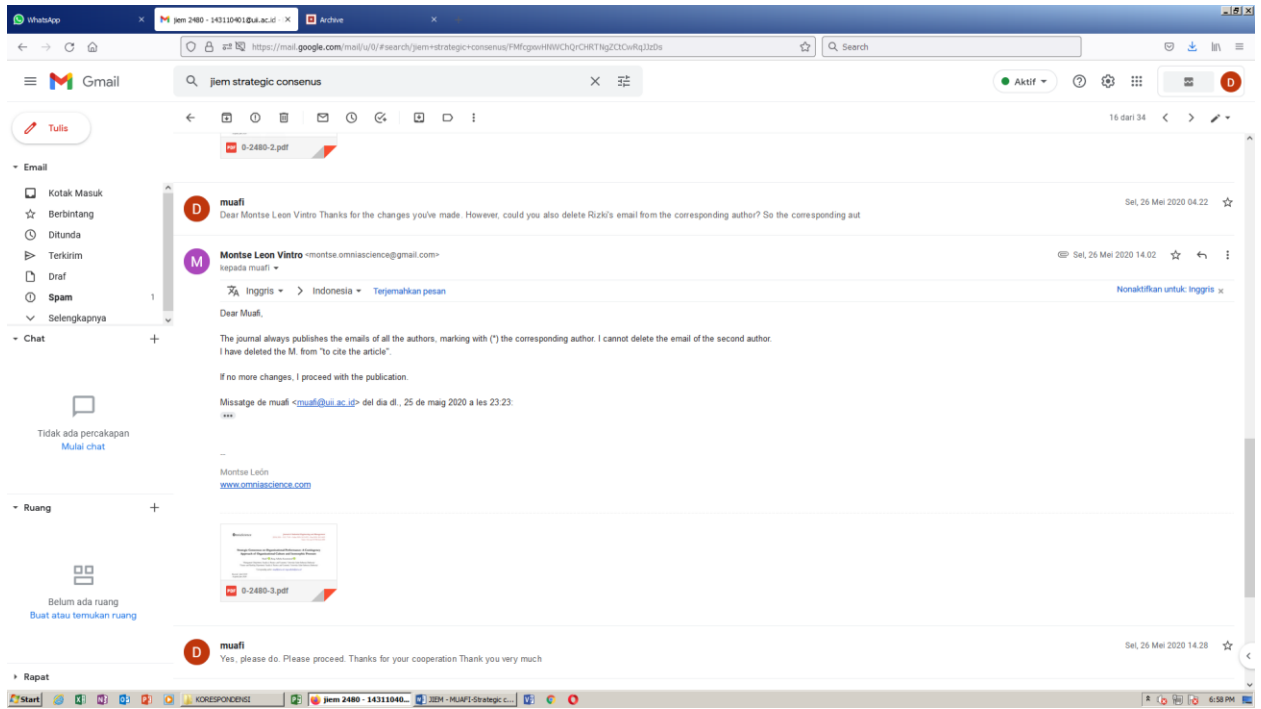 WhatsApp
jiem 2480 - 143110401@uii.ac.id -
Archive
https://mail.google.com/mail/u/0/#search/jiem+strategic+consenus/FMfcgxwHNWChQrCHRTNgZCtCwRqJJzDs
Search
Gmail
jiem strategic consenus
Aktif
D
Tulis
16 dari 34
0-2480-2.pdf
Email
Kotak Masuk
Berbintang
Ditunda
Terkirim
Draf
Spam 1
Selengkapnya
D
muafi
Sel, 26 Mei 2020 04.22
Dear Montse Leon Vintro Thanks for the changes you've made. However, could you also delete Rizki's email from the corresponding author? So the corresponding aut
M
Montse Leon Vintro <montse.omniascience@gmail.com>
Sel, 26 Mei 2020 14.02
kepada muafi
Inggris > Indonesia Terjemahkan pesan
Nonaktifkan untuk: Inggris x
Dear Muafi,
The journal always publishes the emails of all the authors, marking with (*) the corresponding author. I cannot delete the email of the second author.
I have deleted the M. from "to cite the article".
If no more changes, I proceed with the publication.
Missatge de muafi <muafi@uii.ac.id> del dia dl., 25 de maig 2020 a les 23:23:
--
Montse León
www.omniascience.com
Chat +
Tidak ada percakapan
Mulai chat
Ruang +
Belum ada ruang
Buat atau temukan ruang
Rapat
PDF 0-2480-3.pdf
D
muafi
Sel, 26 Mei 2020 14.28
Yes, please do. Please proceed. Thanks for your cooperation Thank you very much
Start
KORESPONDENSI
jiem 2480 - 14311040...
JIEM - MUAFI-Strategic c...
6:58 PM